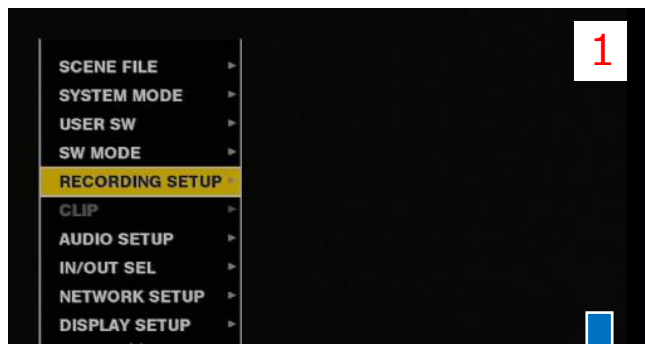 1
SCENE FILE
SYSTEM MODE
USER SW
SW MODE
RECORDING SETUP
CLIP
AUDIO SETUP
IN/OUT SEL
NETWORK SETUP
DISPLAY SETUP